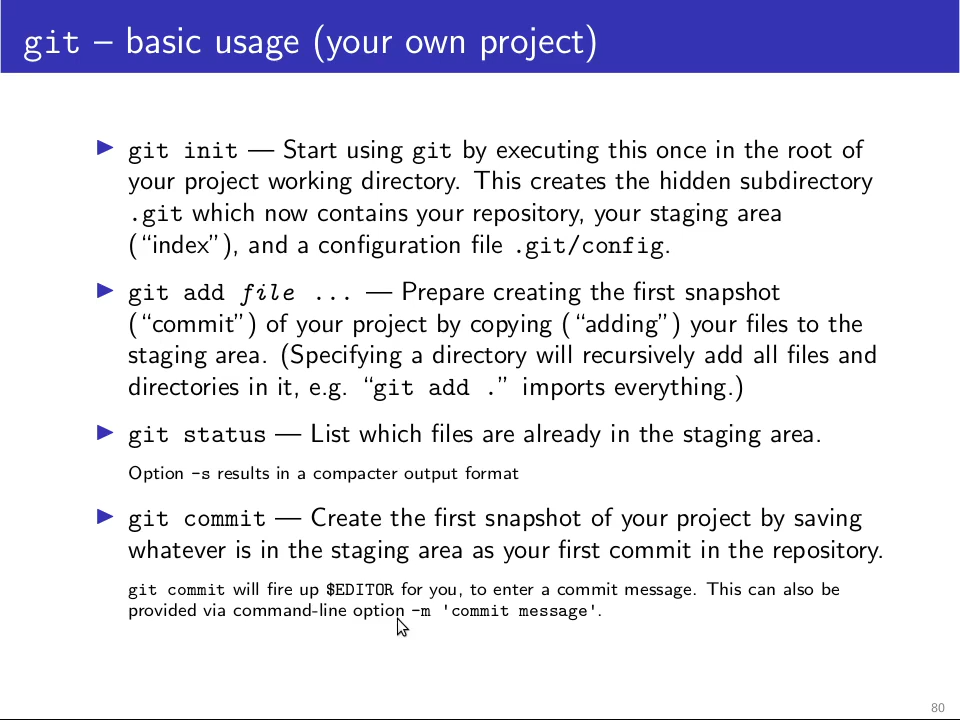 git – basic usage (your own project)
git init — Start using git by executing this once in the root of
your project working directory. This creates the hidden subdirectory
.git which now contains your repository, your staging area
(“index”), and a configuration file .git/config.
git add file ... — Prepare creating the first snapshot
(“commit”) of your project by copying (“adding”) your files to the
staging area. (Specifying a directory will recursively add all files and
directories in it, e.g. “git add .” imports everything.)
git status — List which files are already in the staging area.
Option -s results in a compacter output format
git commit — Create the first snapshot of your project by saving
whatever is in the staging area as your first commit in the repository.
git commit will fire up $EDITOR for you, to enter a commit message. This can also be
provided via command-line option -m 'commit message'.
80